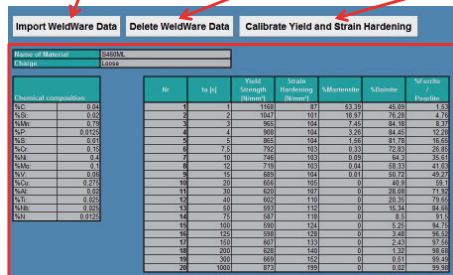 Import WeldWare Data Delete WeldWare Data Calibrate Yield and Strain Hardening
Name of Material S460ML
Charge Loose
Chemical composition:
%C: 0.04
%Si: 0.02
%Mn: 0.79
%P: 0.0125
%S: 0.01
%Cr: 0.15
%Ni: 0.4
%Mo: 0.1
%V: 0.06
%Cu: 0.275
%Al: 0.02
%Ti: 0.025
%Nb: 0.025
%N: 0.0125
Nr ta [s] Yield Strength [N/mm²] Strain Hardening [N/mm²] %Martensite %Bainite %Ferrite / Pearlite
1 1 1168 87 53,39 45,09 1,53
2 2 1047 101 18,97 76,28 4,76
3 3 965 104 7,45 84,18 8,37
4 4 908 104 3,26 84,45 12,28
5 5 865 104 1,56 81,78 16,65
6 7,5 792 103 0,33 72,83 26,85
7 10 746 103 0,09 64,3 35,61
8 12 719 103 0,04 58,33 41,63
9 15 689 104 0,01 50,72 49,27
10 20 656 105 0 40,9 59,1
11 30 620 107 0 28,08 71,92
12 40 602 110 0 20,35 79,65
13 50 593 112 0 15,34 84,66
14 75 587 118 0 8,5 91,5
15 100 590 124 0 5,25 94,75
16 125 598 128 0 3,48 96,52
17 150 607 133 0 2,43 97,56
18 200 628 140 0 1,32 98,68
19 300 669 152 0 0,51 99,49
20 1000 873 199 0 0,02 99,98